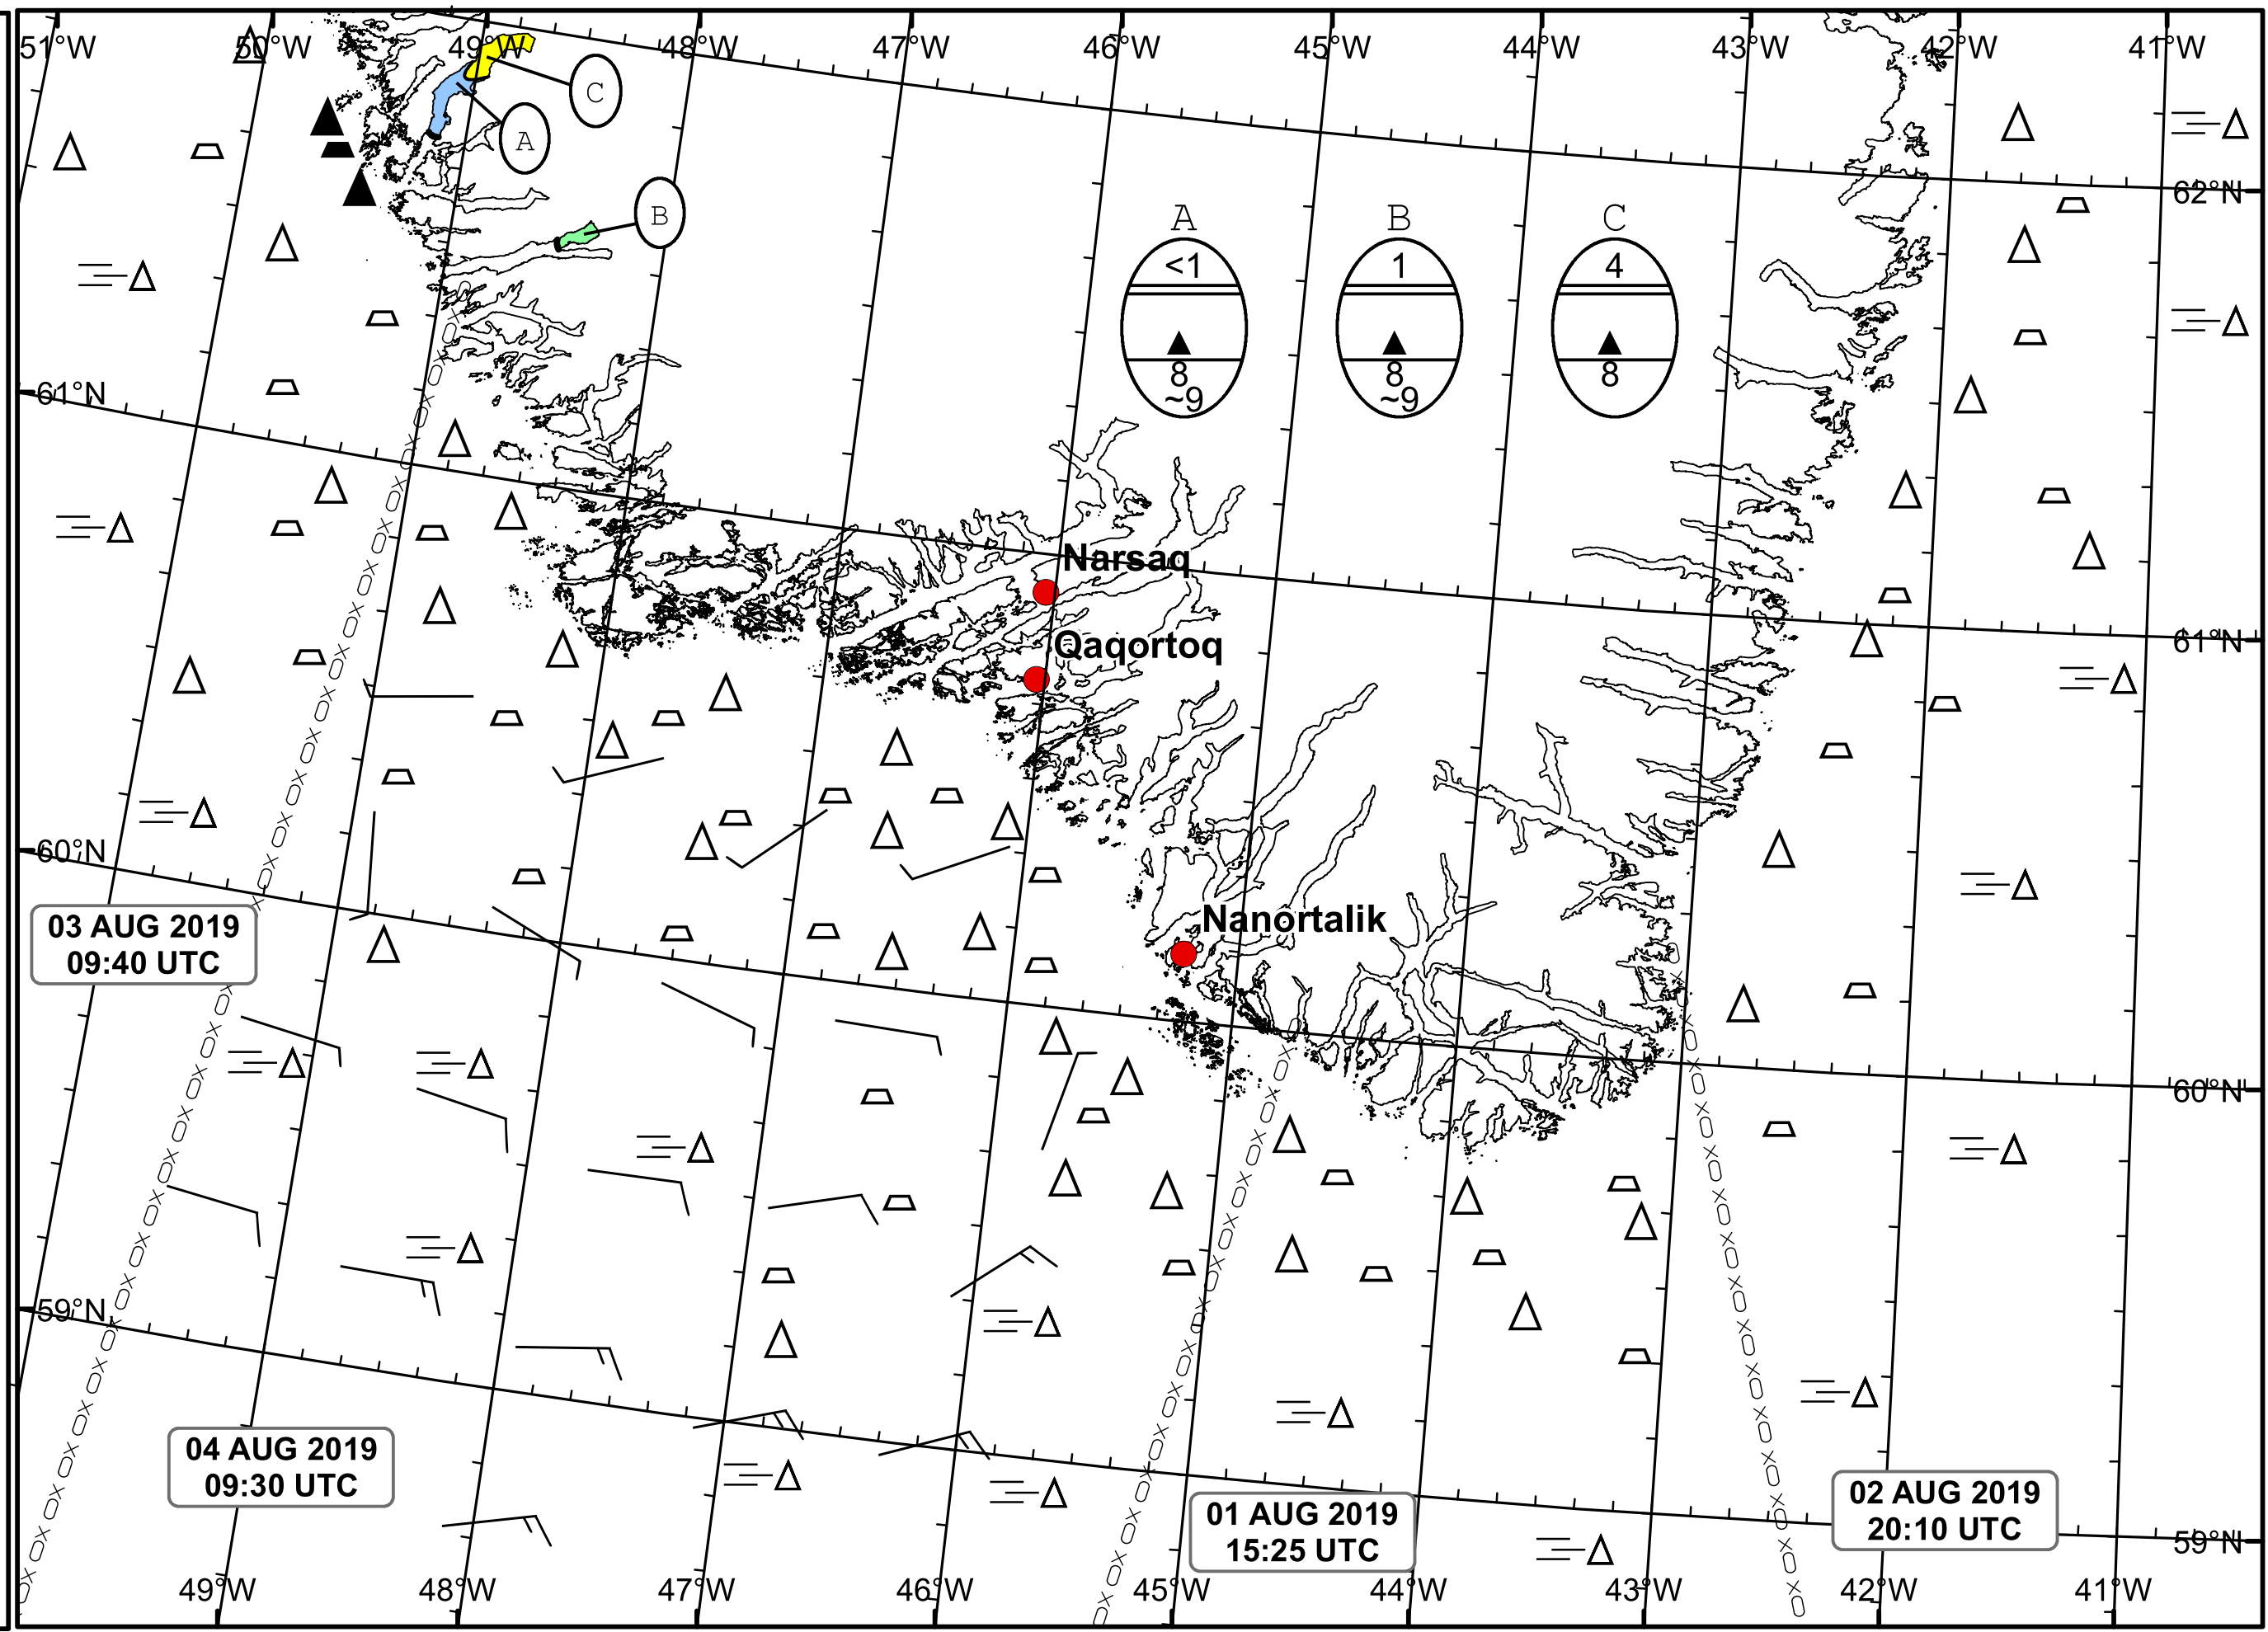 51°W 50°W 49°W 48°W 47°W 46°W 45°W 44°W 43°W 42°W 41°W
C
A
62°N
B
A B C
<1 1 4
8 8 8
~9 ~9
61°N
Narsaq
61°N
Qaqortoq
60°N
Nanortalik
03 AUG 2019
09:40 UTC
60°N
59°N
04 AUG 2019
09:30 UTC
01 AUG 2019
15:25 UTC
02 AUG 2019
20:10 UTC
59°N
49°W 48°W 47°W 46°W 45°W 44°W 43°W 42°W 41°W